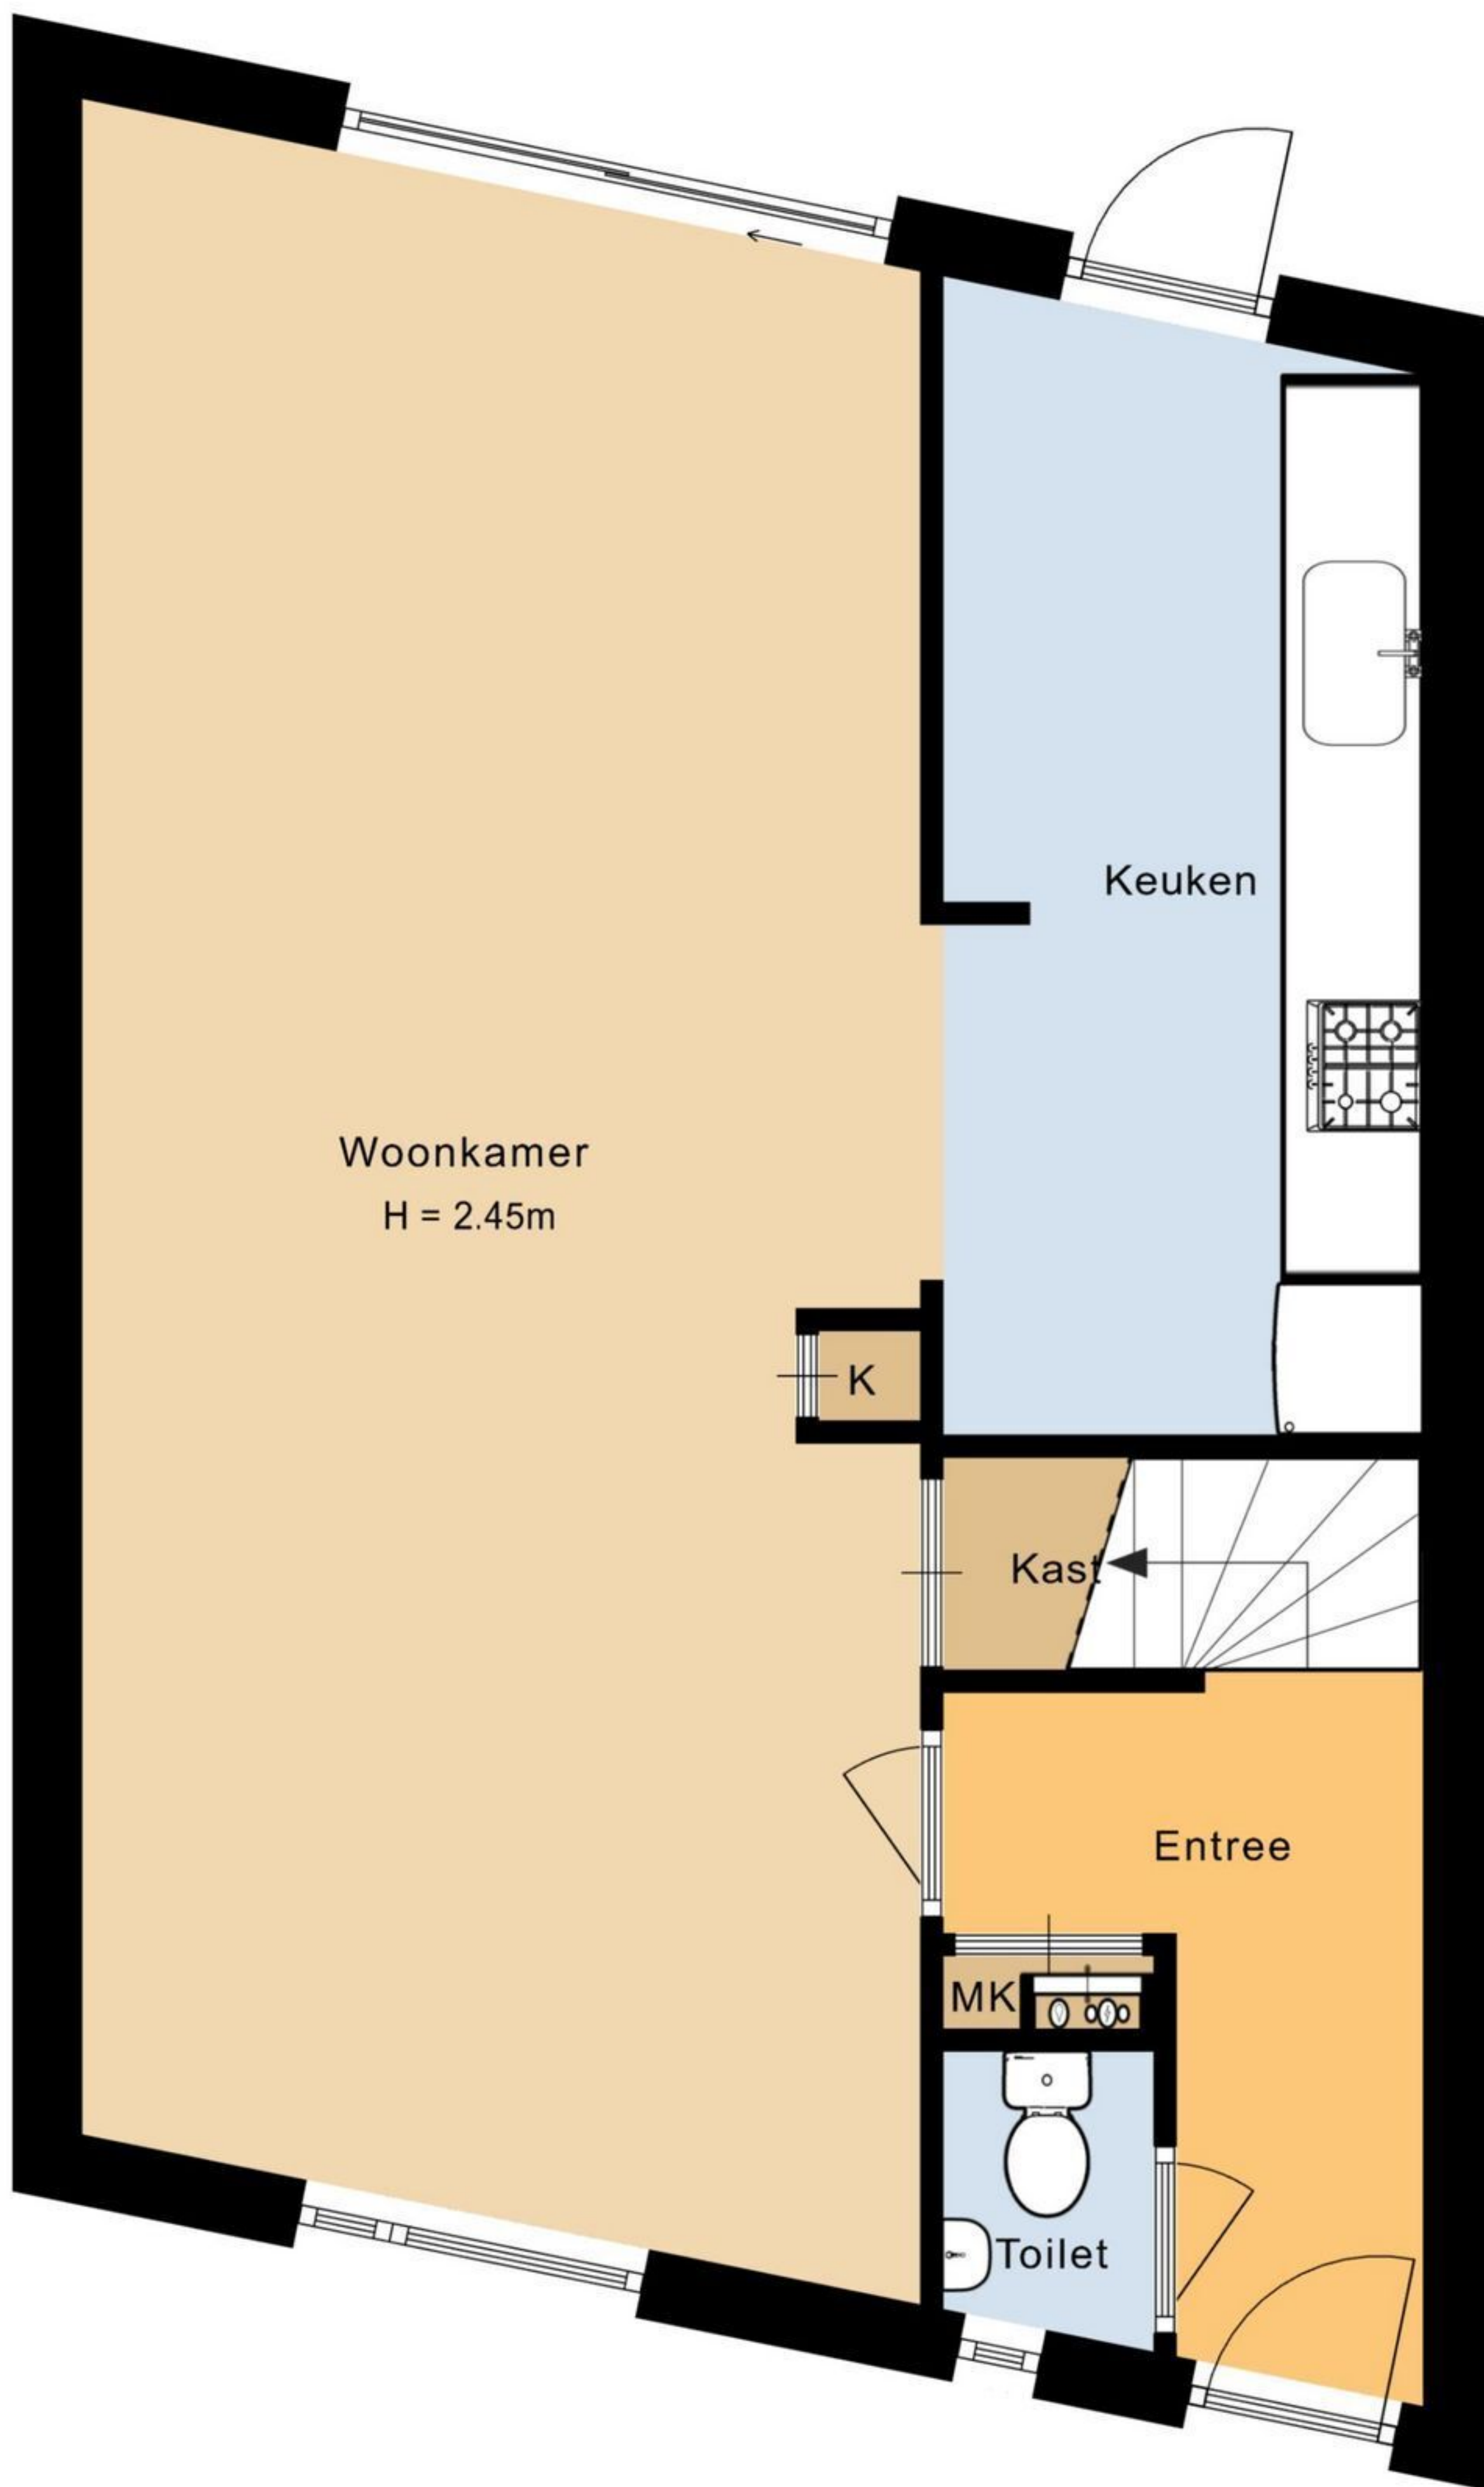 Keuken
Woonkamer
H = 2.45m
K
Kast
Entree
MK
Toilet